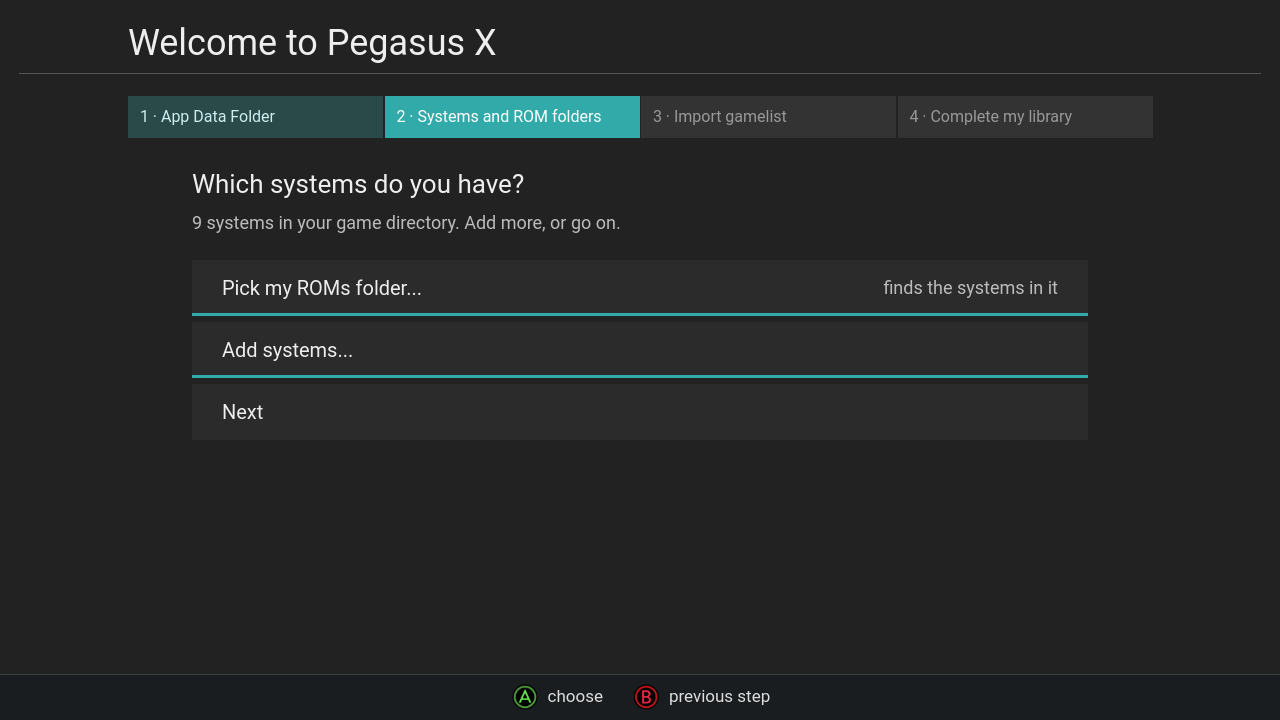 Welcome to Pegasus X
1 · App Data Folder
2 · Systems and ROM folders
3 · Import gamelist
4 · Complete my library
Which systems do you have?
9 systems in your game directory. Add more, or go on.
Pick my ROMs folder... finds the systems in it
Add systems...
Next
A choose B previous step